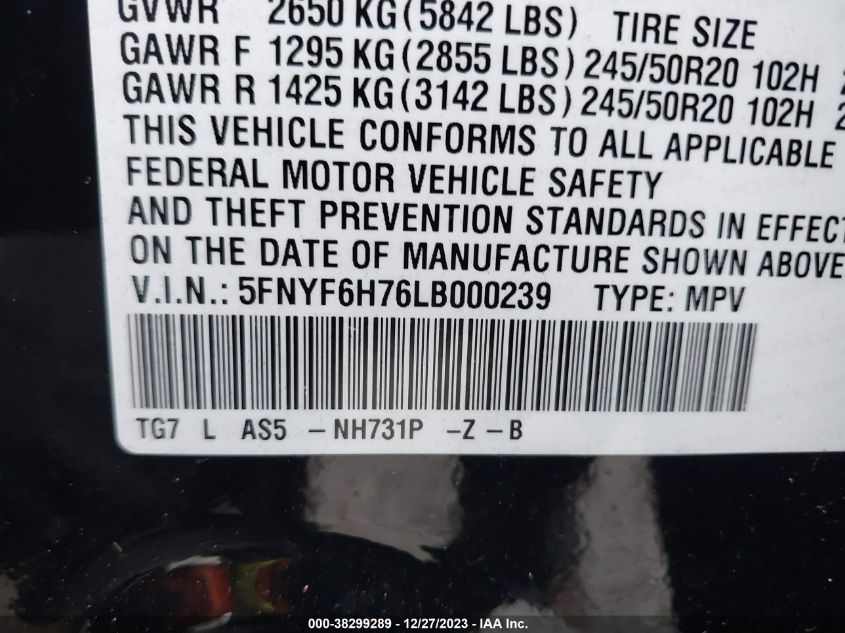 GVWR 2650 KG (5842 LBS) TIRE SIZE
GAWR F 1295 KG (2855 LBS) 245/50R20 102H
GAWR R 1425 KG (3142 LBS) 245/50R20 102H
THIS VEHICLE CONFORMS TO ALL APPLICABLE
FEDERAL MOTOR VEHICLE SAFETY
AND THEFT PREVENTION STANDARDS IN EFFECT
ON THE DATE OF MANUFACTURE SHOWN ABOVE
V.I.N.: 5FNYF6H76LB000239 TYPE: MPV
TG7 L AS5 – NH731P – Z – B
000-38299289 – 12/27/2023 – IAA Inc.